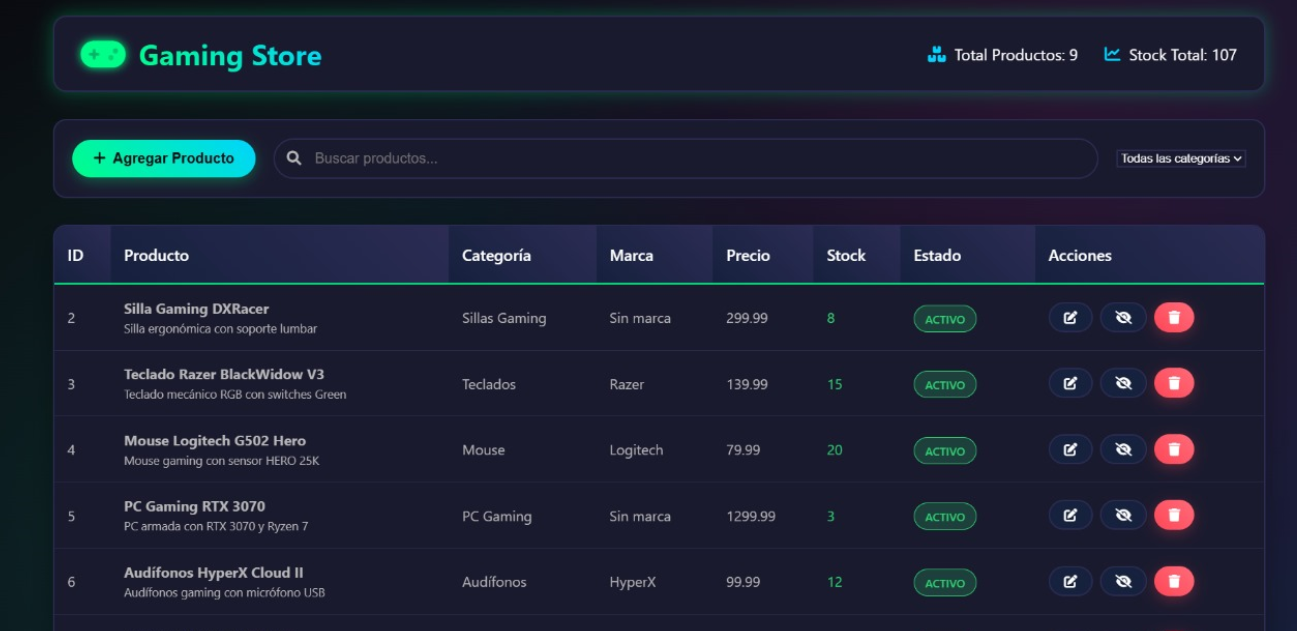 Gaming Store
Total Productos: 9
Stock Total: 107
+ Agregar Producto
Buscar productos...
Todas las categorías
ID Producto Categoría Marca Precio Stock Estado Acciones
2 Silla Gaming DXRacer Sillas Gaming Sin marca 299.99 8 ACTIVO
Silla ergonómica con soporte lumbar
3 Teclado Razer BlackWidow V3 Teclados Razer 139.99 15 ACTIVO
Teclado mecánico RGB con switches Green
4 Mouse Logitech G502 Hero Mouse Logitech 79.99 20 ACTIVO
Mouse gaming con sensor HERO 25K
5 PC Gaming RTX 3070 PC Gaming Sin marca 1299.99 3 ACTIVO
PC armada con RTX 3070 y Ryzen 7
6 Audífonos HyperX Cloud II Audífonos HyperX 99.99 12 ACTIVO
Audífonos gaming con micrófono USB